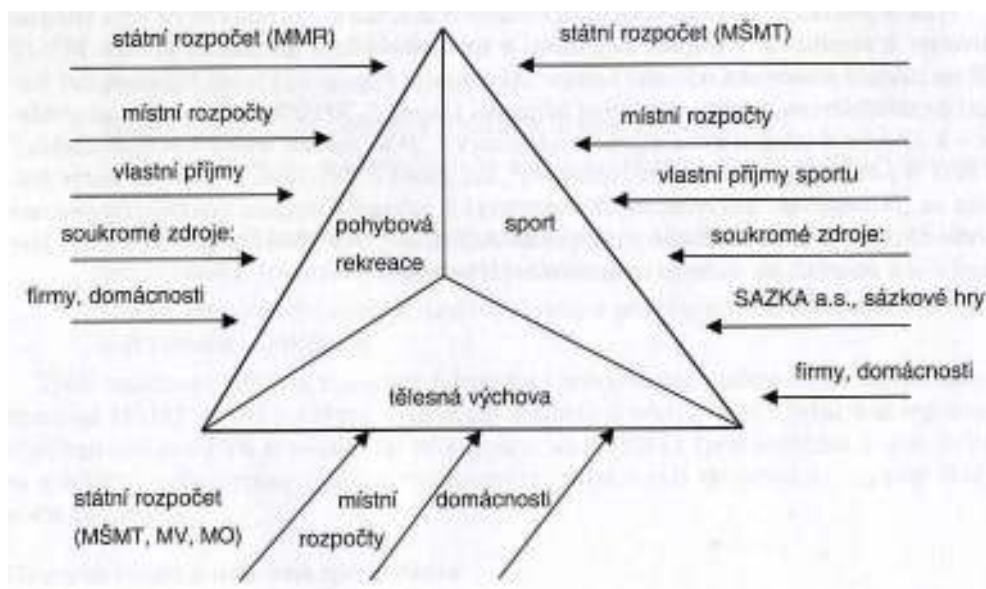 státní rozpočet (MMR)
státní rozpočet (MŠMT)
místní rozpočty
místní rozpočty
vlastní příjmy
vlastní příjmy sportu
soukromé zdroje:
pohybová
rekreace
sport
soukromé zdroje:
firmy, domácnosti
SAZKA a.s., sázkové hry
firmy, domácnosti
tělesná výchova
státní rozpočet
(MŠMT, MV, MO)
místní
rozpočty
domácnosti